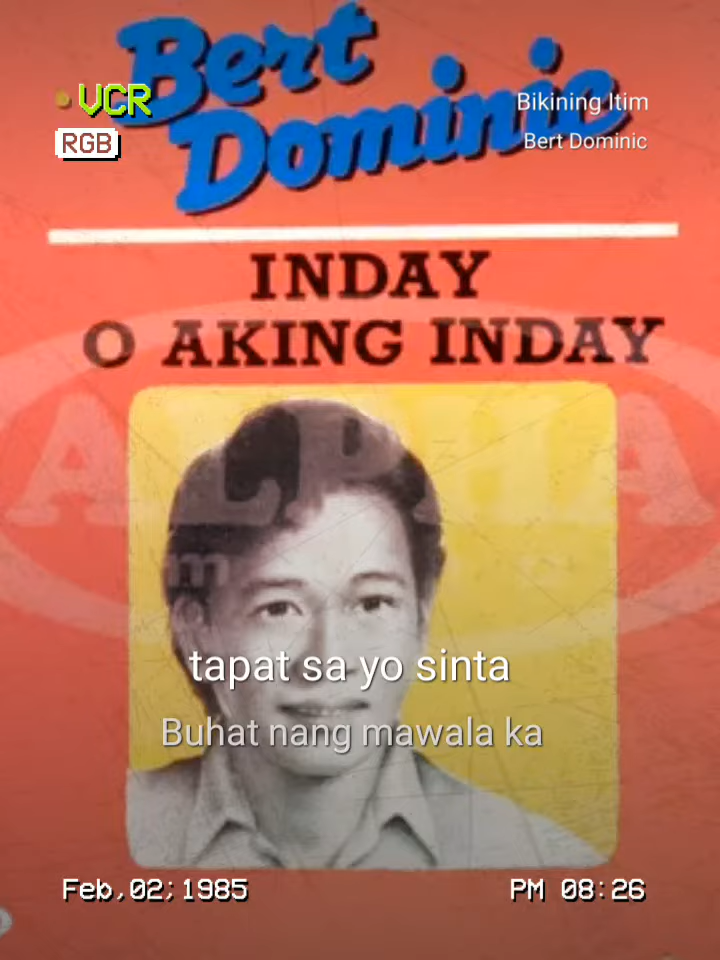 Bert
Dominic
VCR
RGB
Bikining Itim
Bert Dominic
INDAY
O AKING INDAY
ALPHA
tapat sa yo sinta
Buhat nang mawala ka
Feb,02;1985
PM 08:26